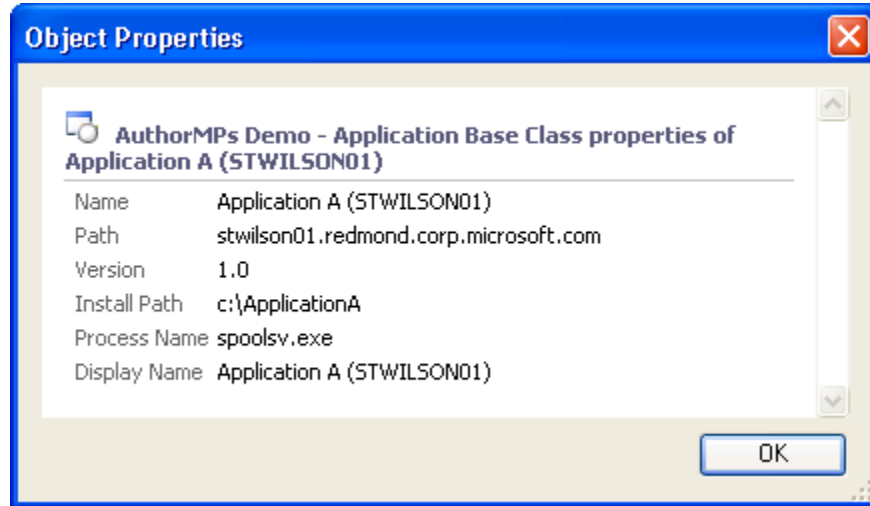 Object Properties
AuthorMPs Demo - Application Base Class properties of
Application A (STWILSON01)
Name Application A (STWILSON01)
Path stwilson01.redmond.corp.microsoft.com
Version 1.0
Install Path c:\ApplicationA
Process Name spoolsv.exe
Display Name Application A (STWILSON01)
OK